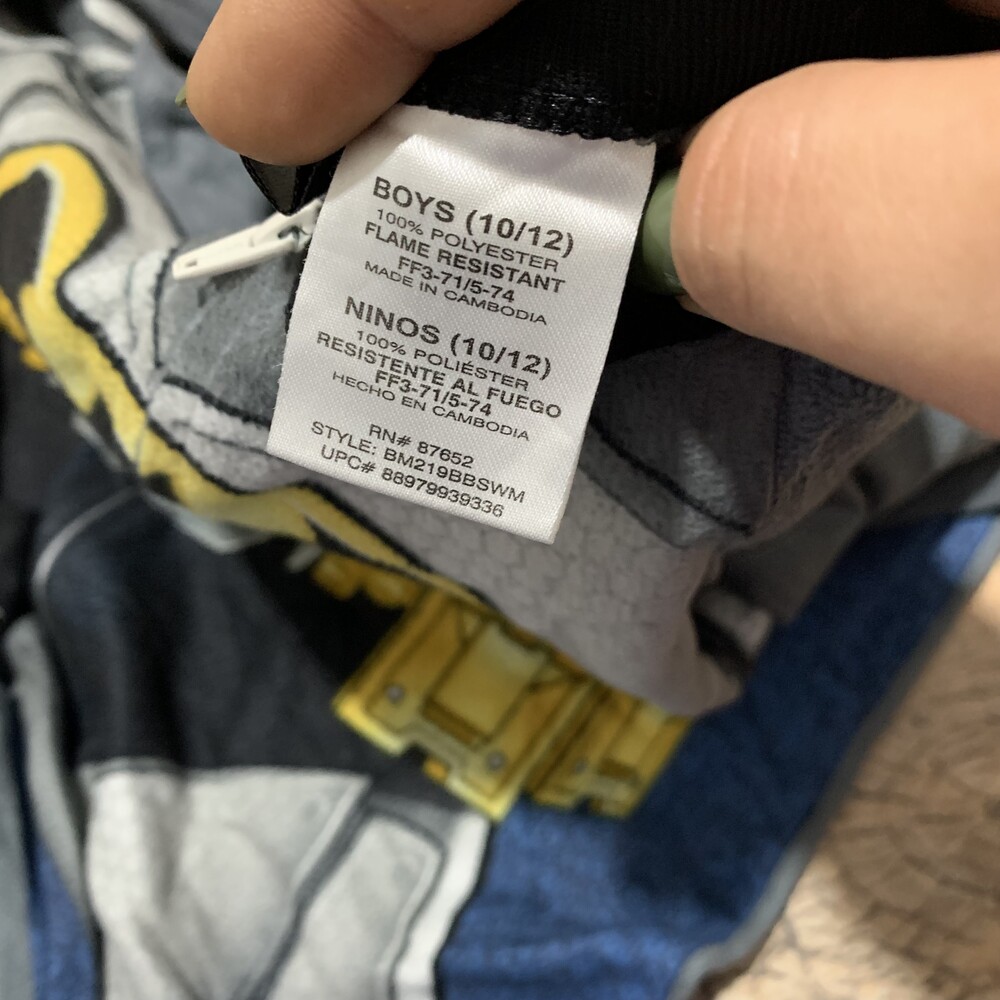 BOYS (10/12)
100% POLYESTER
FLAME RESISTANT
FF3-71/5-74
MADE IN CAMBODIA
NINOS (10/12)
100% POLIÉSTER
RESISTENTE AL FUEGO
FF3-71/5-74
HECHO EN CAMBODIA
RN# 87652
STYLE: BM219BBSWM
UPC# 88979939336